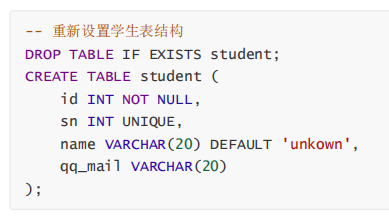 -- 重新设置学生表结构
DROP TABLE IF EXISTS student;
CREATE TABLE student (
    id INT NOT NULL,
    sn INT UNIQUE,
    name VARCHAR(20) DEFAULT 'unkown',
    qq_mail VARCHAR(20)
);